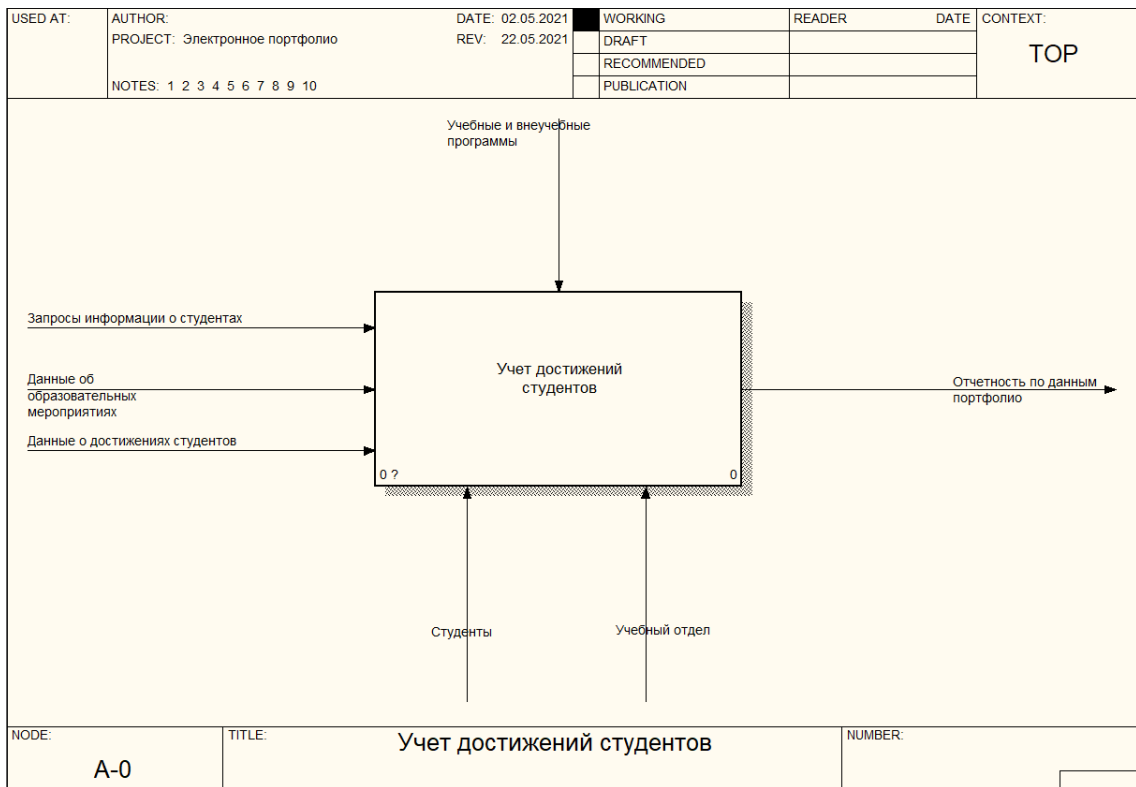 USED AT:
AUTHOR:
DATE: 02.05.2021
WORKING
READER
DATE
CONTEXT:
PROJECT: Электронное портфолио
REV: 22.05.2021
DRAFT
TOP
RECOMMENDED
NOTES: 1 2 3 4 5 6 7 8 9 10
PUBLICATION
Учебные и внеучебные
программы
Запросы информации о студентах
Данные об
образовательных
мероприятиях
Данные о достижениях студентов
Учет достижений
студентов
0 ?
0
Отчетность по данным
портфолио
Студенты
Учебный отдел
NODE:
TITLE:
Учет достижений студентов
NUMBER:
A-0